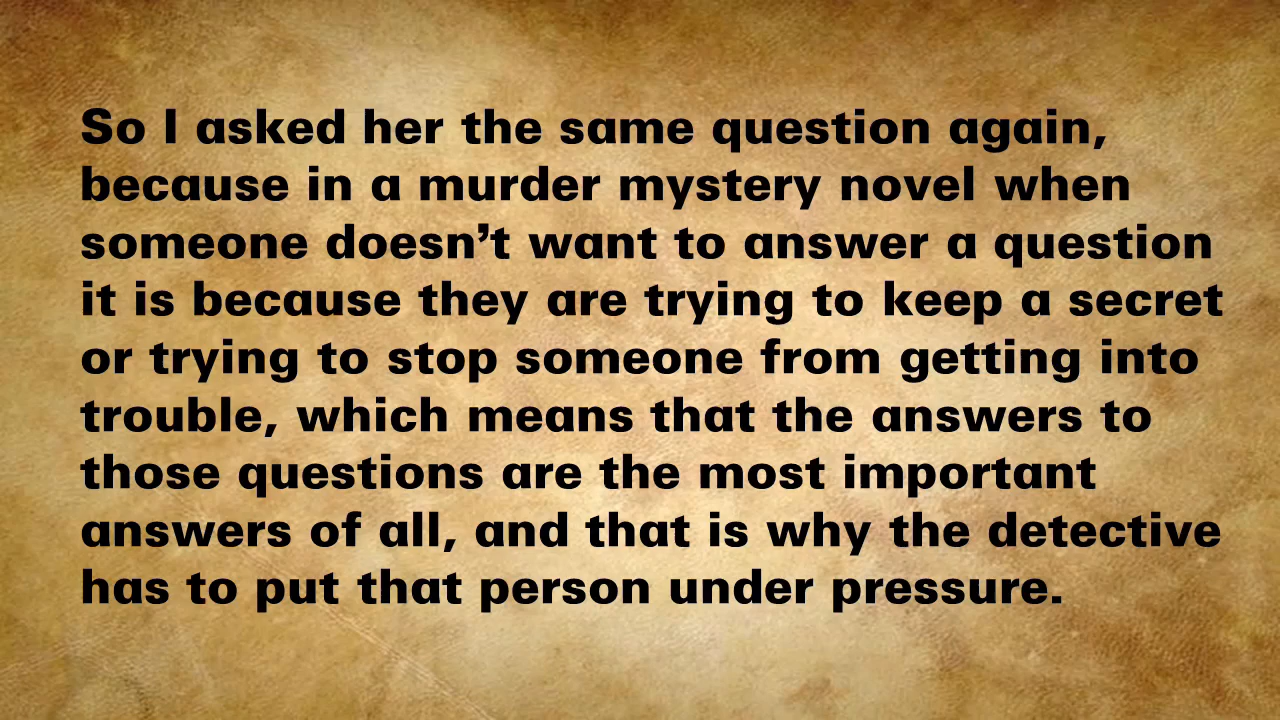 So I asked her the same question again,
because in a murder mystery novel when
someone doesn’t want to answer a question
it is because they are trying to keep a secret
or trying to stop someone from getting into
trouble, which means that the answers to
those questions are the most important
answers of all, and that is why the detective
has to put that person under pressure.